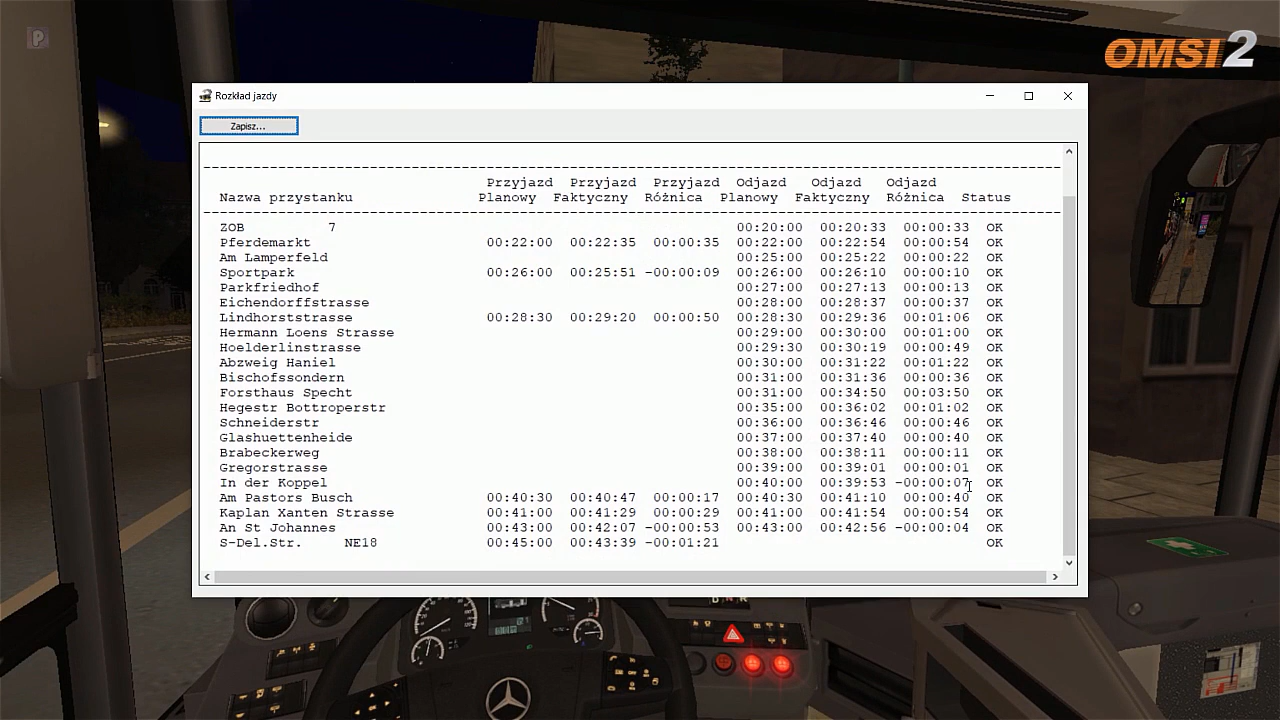 P
OMSI2
Rozkład jazdy
Zapisz...
Przyjazd Przyjazd Przyjazd Odjazd Odjazd Odjazd
Nazwa przystanku Planowy Faktyczny Różnica Planowy Faktyczny Różnica Status
ZOB 7 00:20:00 00:20:33 00:00:33 OK
Pferdemarkt 00:22:00 00:22:35 00:00:35 00:22:00 00:22:54 00:00:54 OK
Am Lamperfeld 00:25:00 00:25:22 00:00:22 OK
Sportpark 00:26:00 00:25:51 -00:00:09 00:26:00 00:26:10 00:00:10 OK
Parkfriedhof 00:27:00 00:27:13 00:00:13 OK
Eichendorffstrasse 00:28:00 00:28:37 00:00:37 OK
Lindhorststrasse 00:28:30 00:29:20 00:00:50 00:28:30 00:29:36 00:01:06 OK
Hermann Loens Strasse 00:29:00 00:30:00 00:01:00 OK
Hoelderlinstrasse 00:29:30 00:30:19 00:00:49 OK
Abzweig Haniel 00:30:00 00:31:22 00:01:22 OK
Bischofssondern 00:31:00 00:31:36 00:00:36 OK
Forsthaus Specht 00:31:00 00:34:50 00:03:50 OK
Hegestr Bottroperstr 00:35:00 00:36:02 00:01:02 OK
Schneiderstr 00:36:00 00:36:46 00:00:46 OK
Glashuettenheide 00:37:00 00:37:40 00:00:40 OK
Brabeckerweg 00:38:00 00:38:11 00:00:11 OK
Gregorstrasse 00:39:00 00:39:01 00:00:01 OK
In der Koppel 00:40:00 00:39:53 -00:00:07 OK
Am Pastors Busch 00:40:30 00:40:47 00:00:17 00:40:30 00:41:10 00:00:40 OK
Kaplan Xanten Strasse 00:41:00 00:41:29 00:00:29 00:41:00 00:41:54 00:00:54 OK
An St Johannes 00:43:00 00:42:07 -00:00:53 00:43:00 00:42:56 -00:00:04 OK
S-Del.Str. NE18 00:45:00 00:43:39 -00:01:21 OK